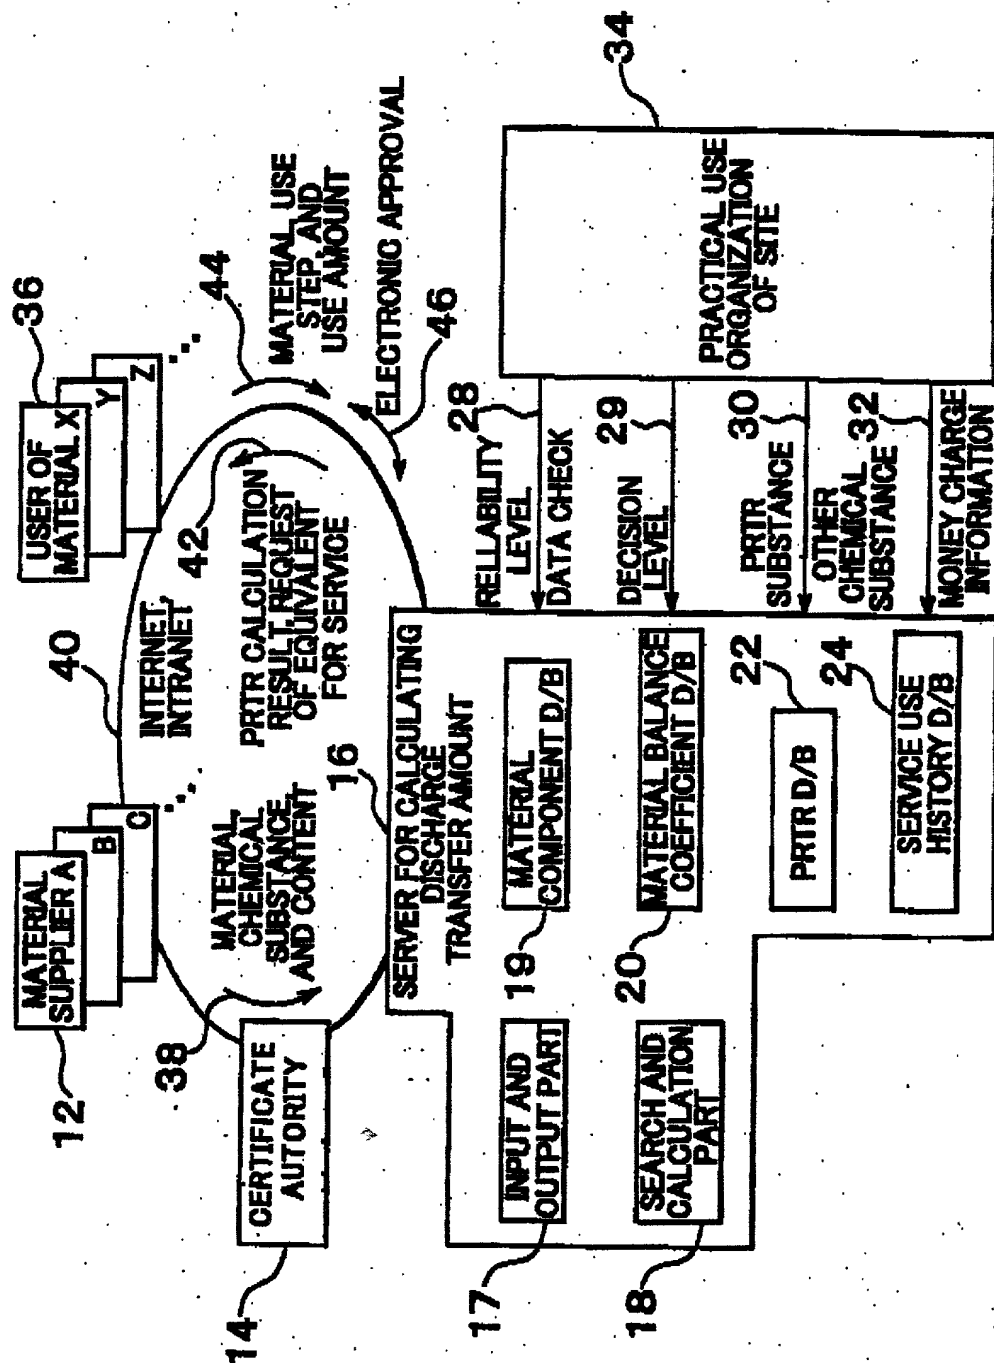 12
MATERIAL
SUPPLIER A
B
C
40
INTERNET,
INTRANET
36
USER OF
MATERIAL X
Y
Z
14
CERTIFICATE
AUTORITY
38
MATERIAL,
CHEMICAL
SUBSTANCE,
AND CONTENT
42
PRTR CALCULATION
RESULT, REQUEST
OF EQUIVALENT
FOR SERVICE
44
MATERIAL, USE
STEP, AND
USE AMOUNT
ELECTRONIC APPROVAL
46
16
SERVER FOR CALCULATING
DISCHARGE
TRANSFER AMOUNT
17
INPUT AND
OUTPUT PART
19
MATERIAL
COMPONENT D/B
18
SEARCH AND
CALCULATION
PART
20
MATERIAL BALANCE
COEFFICIENT D/B
22
PRTR D/B
24
SERVICE USE
HISTORY D/B
RELLABILITY
LEVEL
28
DATA CHECK
DECISION
LEVEL
29
PRTR
SUBSTANCE
30
OTHER
CHEMICAL
SUBSTANCE
32
MONEY CHARGE
INFORMATION
34
PRACTICAL USE
ORGANIZATION
OF SITE